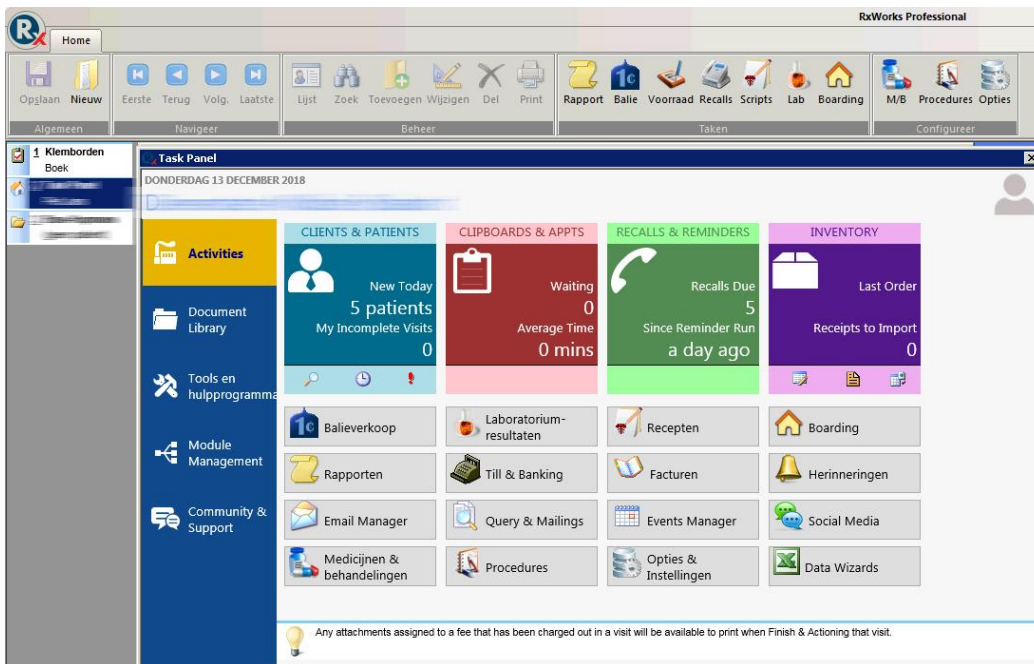 RxWorks Professional
Rx
Home
Opslaan Nieuw Eerste Terug Volg. Laatste Lijst Zoek Toevoegen Wijzigen Del Print Rapport Balie Voorraad Recalls Scripts Lab Boarding M/B Procedures Opties
Algemeen Navigeer Beheer Taken Configureer
1 Klemborden
Boek
Task Panel
DONDERDAG 13 DECEMBER 2018
Activities
Document
Library
Tools en
hulpprogramma
Module
Management
Community &
Support
CLIENTS & PATIENTS
New Today
5 patients
My Incomplete Visits
0
CLIPBOARDS & APPTS
Waiting
0
Average Time
0 mins
RECALLS & REMINDERS
Recalls Due
5
Since Reminder Run
a day ago
INVENTORY
Last Order
Receipts to Import
0
Balieverkoop
Laboratorium-
resultaten
Recepten
Boarding
Rapporten
Till & Banking
Facturen
Herinneringen
Email Manager
Query & Mailings
Events Manager
Social Media
Medicijnen &
behandelingen
Procedures
Opties &
Instellingen
Data Wizards
Any attachments assigned to a fee that has been charged out in a visit will be available to print when Finish & Actioning that visit.